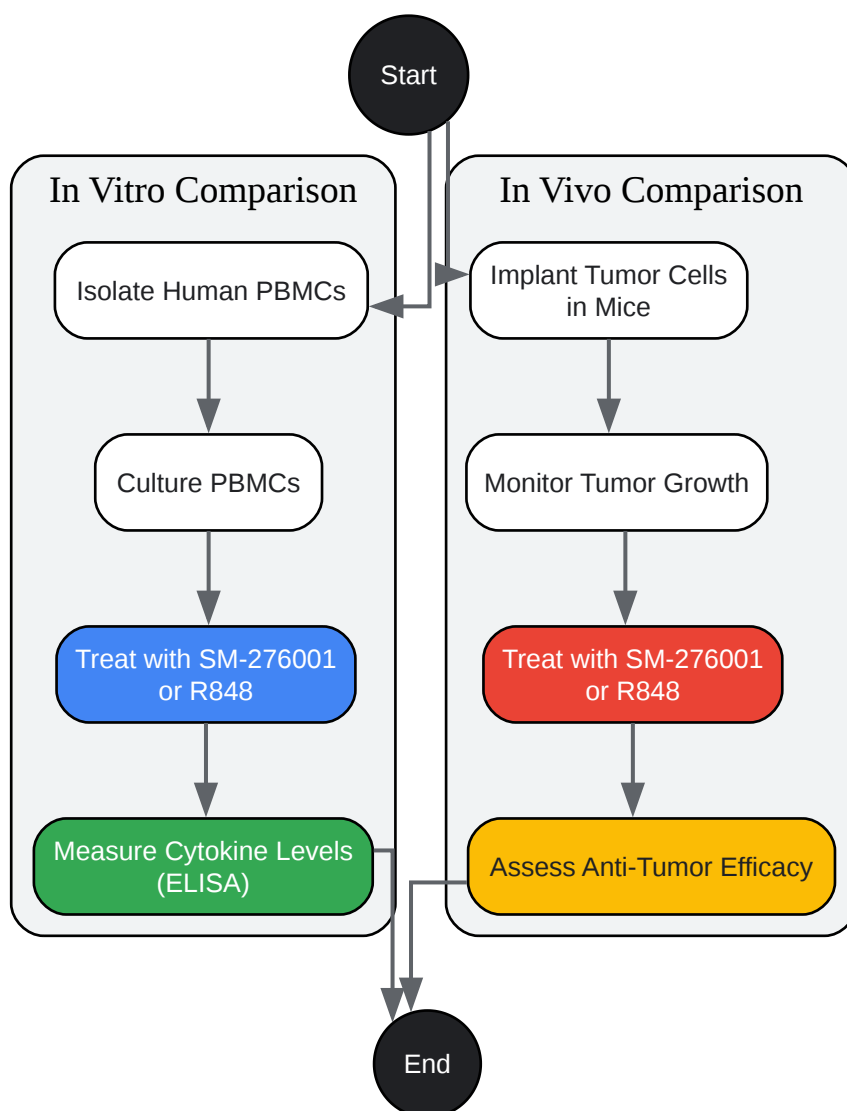 Start
In Vitro Comparison
Isolate Human PBMCs
Culture PBMCs
Treat with SM-276001
or R848
Measure Cytokine Levels
(ELISA)
In Vivo Comparison
Implant Tumor Cells
in Mice
Monitor Tumor Growth
Treat with SM-276001
or R848
Assess Anti-Tumor Efficacy
End